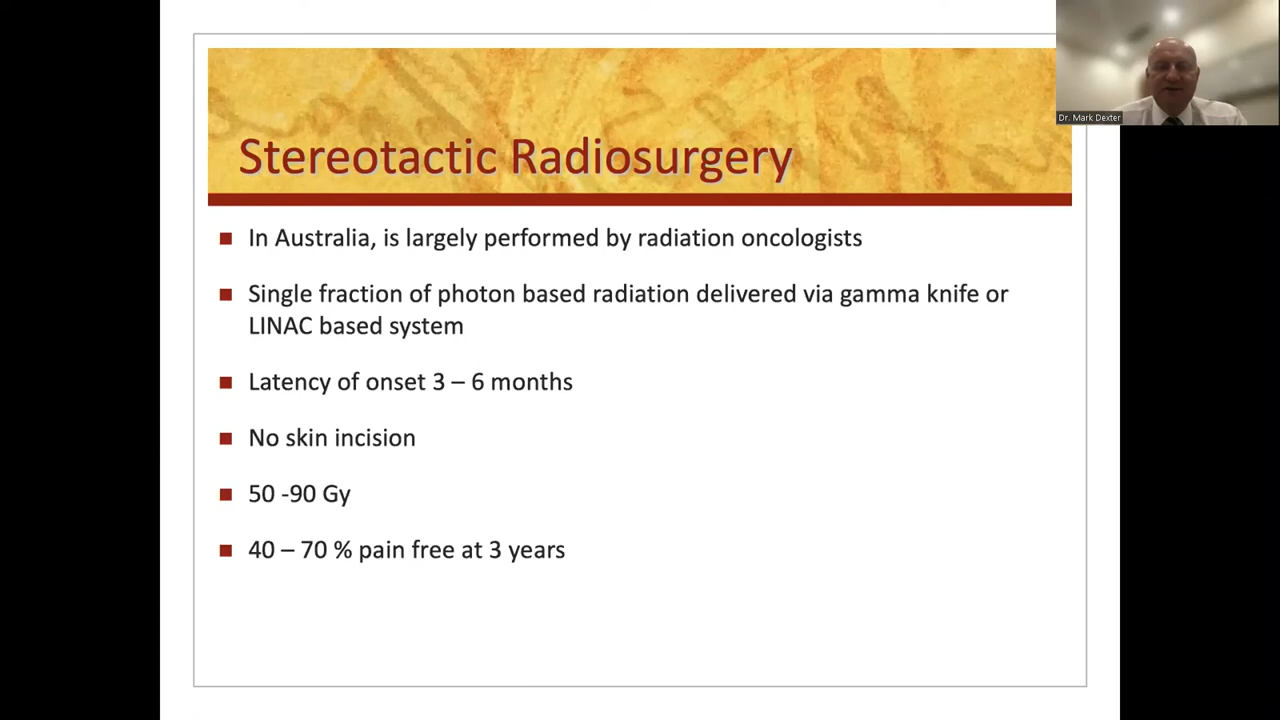 Dr. Mark Dexter
Stereotactic Radiosurgery
In Australia, is largely performed by radiation oncologists
Single fraction of photon based radiation delivered via gamma knife or
LINAC based system
Latency of onset 3 – 6 months
No skin incision
50 -90 Gy
40 – 70 % pain free at 3 years